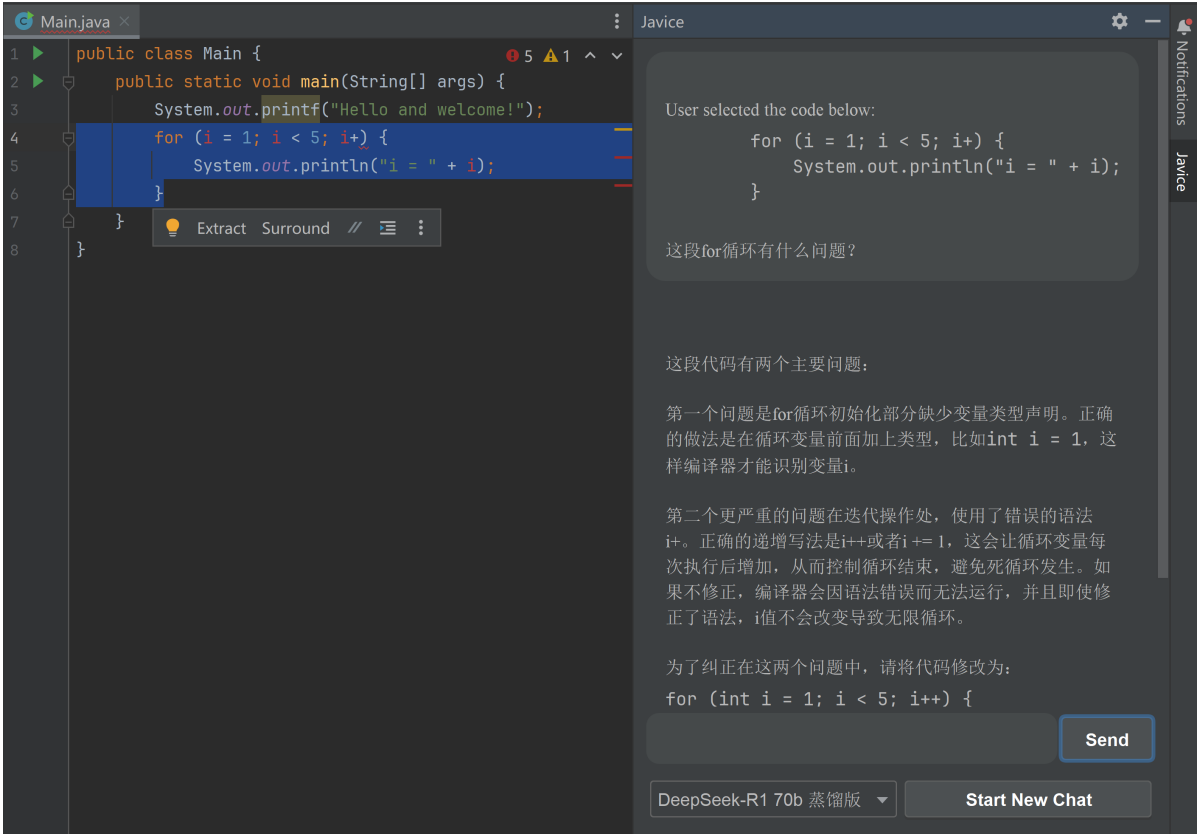 Main.java
public class Main {
5
1
public static void main(String[] args) {
System.out.printf("Hello and welcome!");
for (i = 1; i < 5; i+) {
System.out.println("i = " + i);
}
}
}
1
2
3
4
5
6
7
8
Extract Surround //
Javice
User selected the code below:
for (i = 1; i < 5; i+) {
System.out.println("i = " + i);
}
这段for循环有什么问题?
这段代码有两个主要问题:
第一个问题是for循环初始化部分缺少变量类型声明。正确
的做法是在循环变量前面加上类型,比如int i = 1,这
样编译器才能识别变量i。
第二个更严重的问题在迭代操作处,使用了错误的语法
i+。正确的递增写法是i++或者i += 1,这会让循环变量每
次执行后增加,从而控制循环结束,避免死循环发生。如
果不修正,编译器会因语法错误而无法运行,并且即使修
正了语法,i值不会改变导致无限循环。
为了纠正在这两个问题中,请将代码修改为:
for (int i = 1; i < 5; i++) {
Send
DeepSeek-R1 70b 蒸馏版
Start New Chat
Notifications
Javice